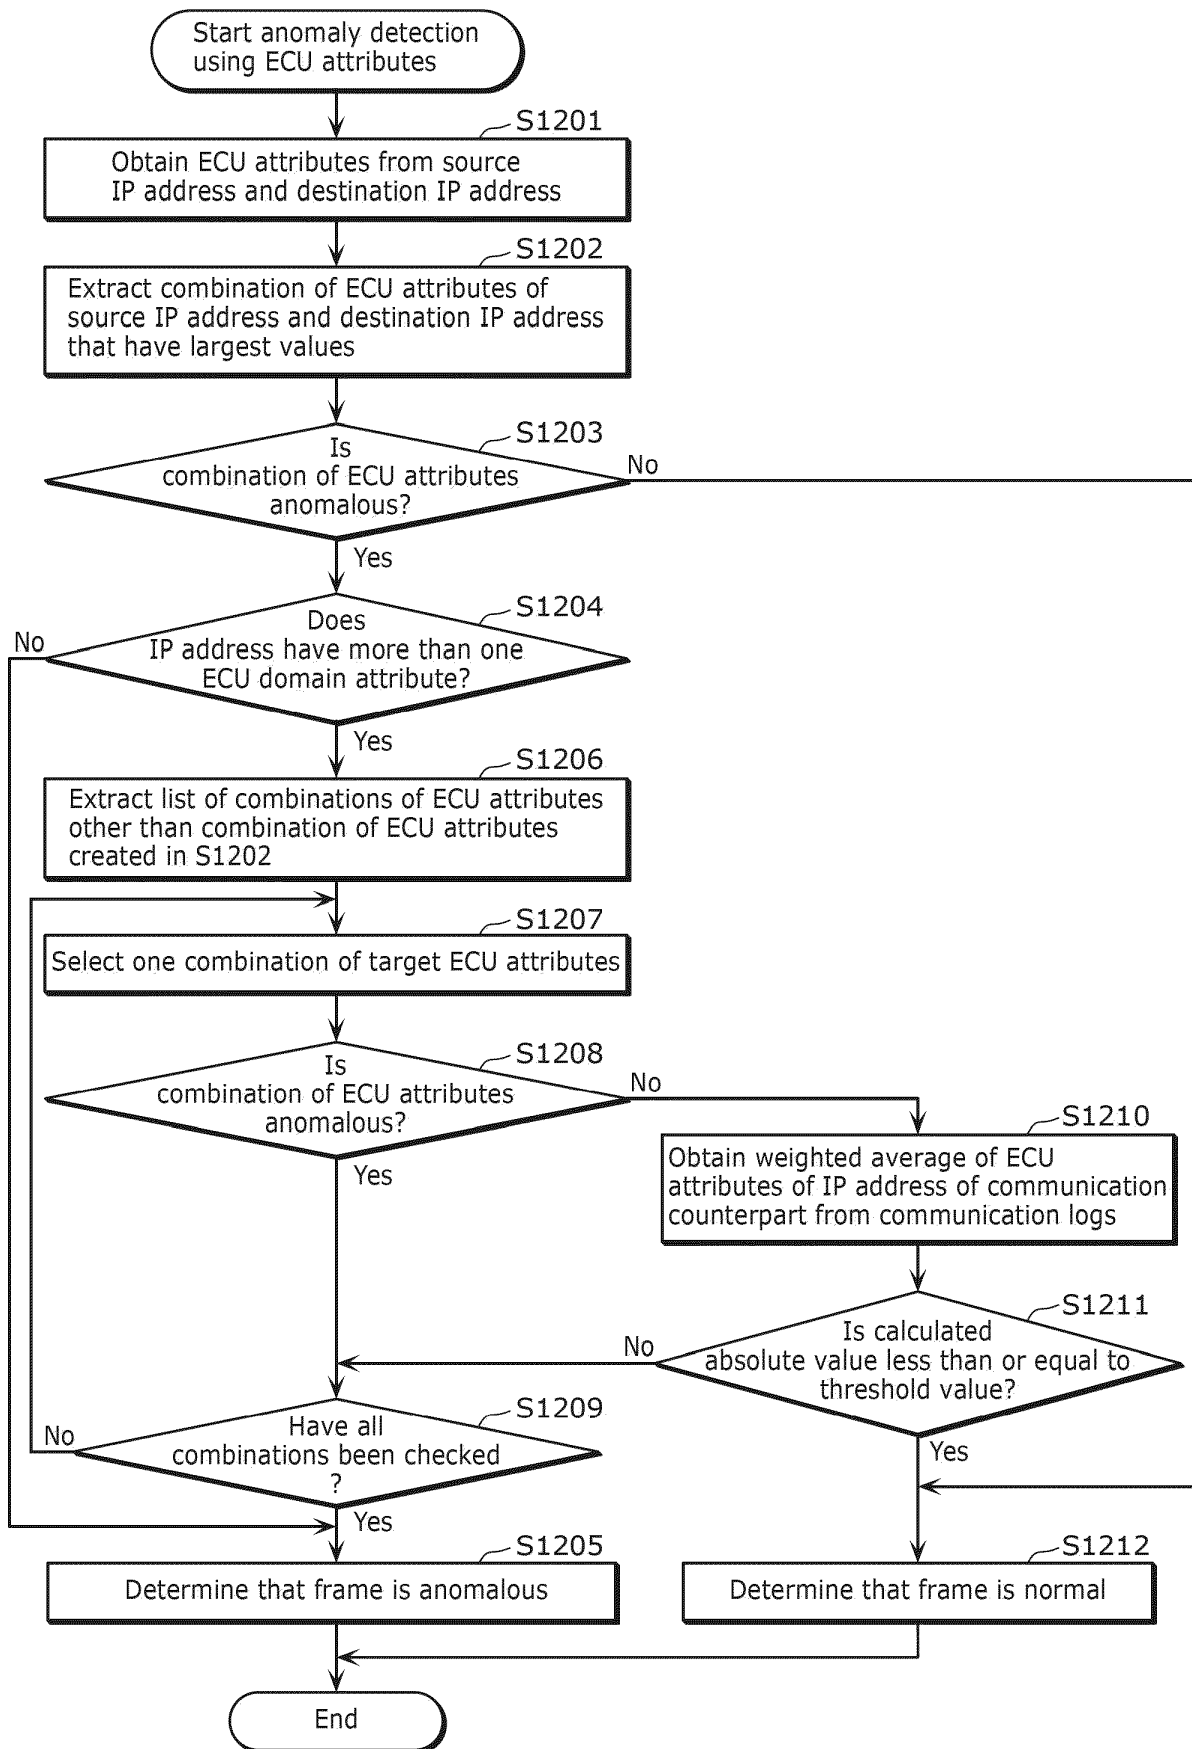 Start anomaly detection
using ECU attributes
S1201
Obtain ECU attributes from source
IP address and destination IP address
S1202
Extract combination of ECU attributes of
source IP address and destination IP address
that have largest values
S1203
Is
combination of ECU attributes
anomalous?
No
Yes
S1204
Does
IP address have more than one
ECU domain attribute?
No
Yes
S1206
Extract list of combinations of ECU attributes
other than combination of ECU attributes
created in S1202
S1207
Select one combination of target ECU attributes
S1208
Is
combination of ECU attributes
anomalous?
No
Yes
S1210
Obtain weighted average of ECU
attributes of IP address of communication
counterpart from communication logs
S1211
Is calculated
absolute value less than or equal to
threshold value?
No
Yes
S1209
Have all
combinations been checked
?
No
Yes
S1205
Determine that frame is anomalous
S1212
Determine that frame is normal
End